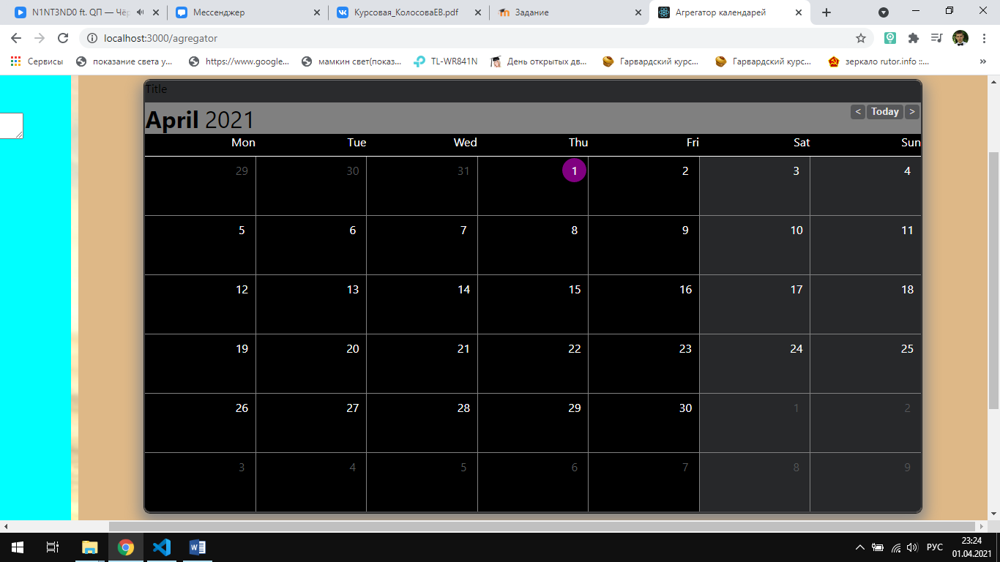 N1NT3ND0 ft. QП — Чёр
Мессенджер
Курсовая_КолосоваЕВ.pdf
Задание
Агрегатор календарей
localhost:3000/agregator
Сервисы
показание света у...
https://www.google...
мамкин свет(показ...
TL-WR841N
День открытых дв...
Гарвардский курс...
Гарвардский курс...
зеркало rutor.info ::...
»
Title
April 2021
< Today >
Mon Tue Wed Thu Fri Sat Sun
29 30 31 1 2 3 4
5 6 7 8 9 10 11
12 13 14 15 16 17 18
19 20 21 22 23 24 25
26 27 28 29 30 1 2
3 4 5 6 7 8 9
РУС
23:24
01.04.2021